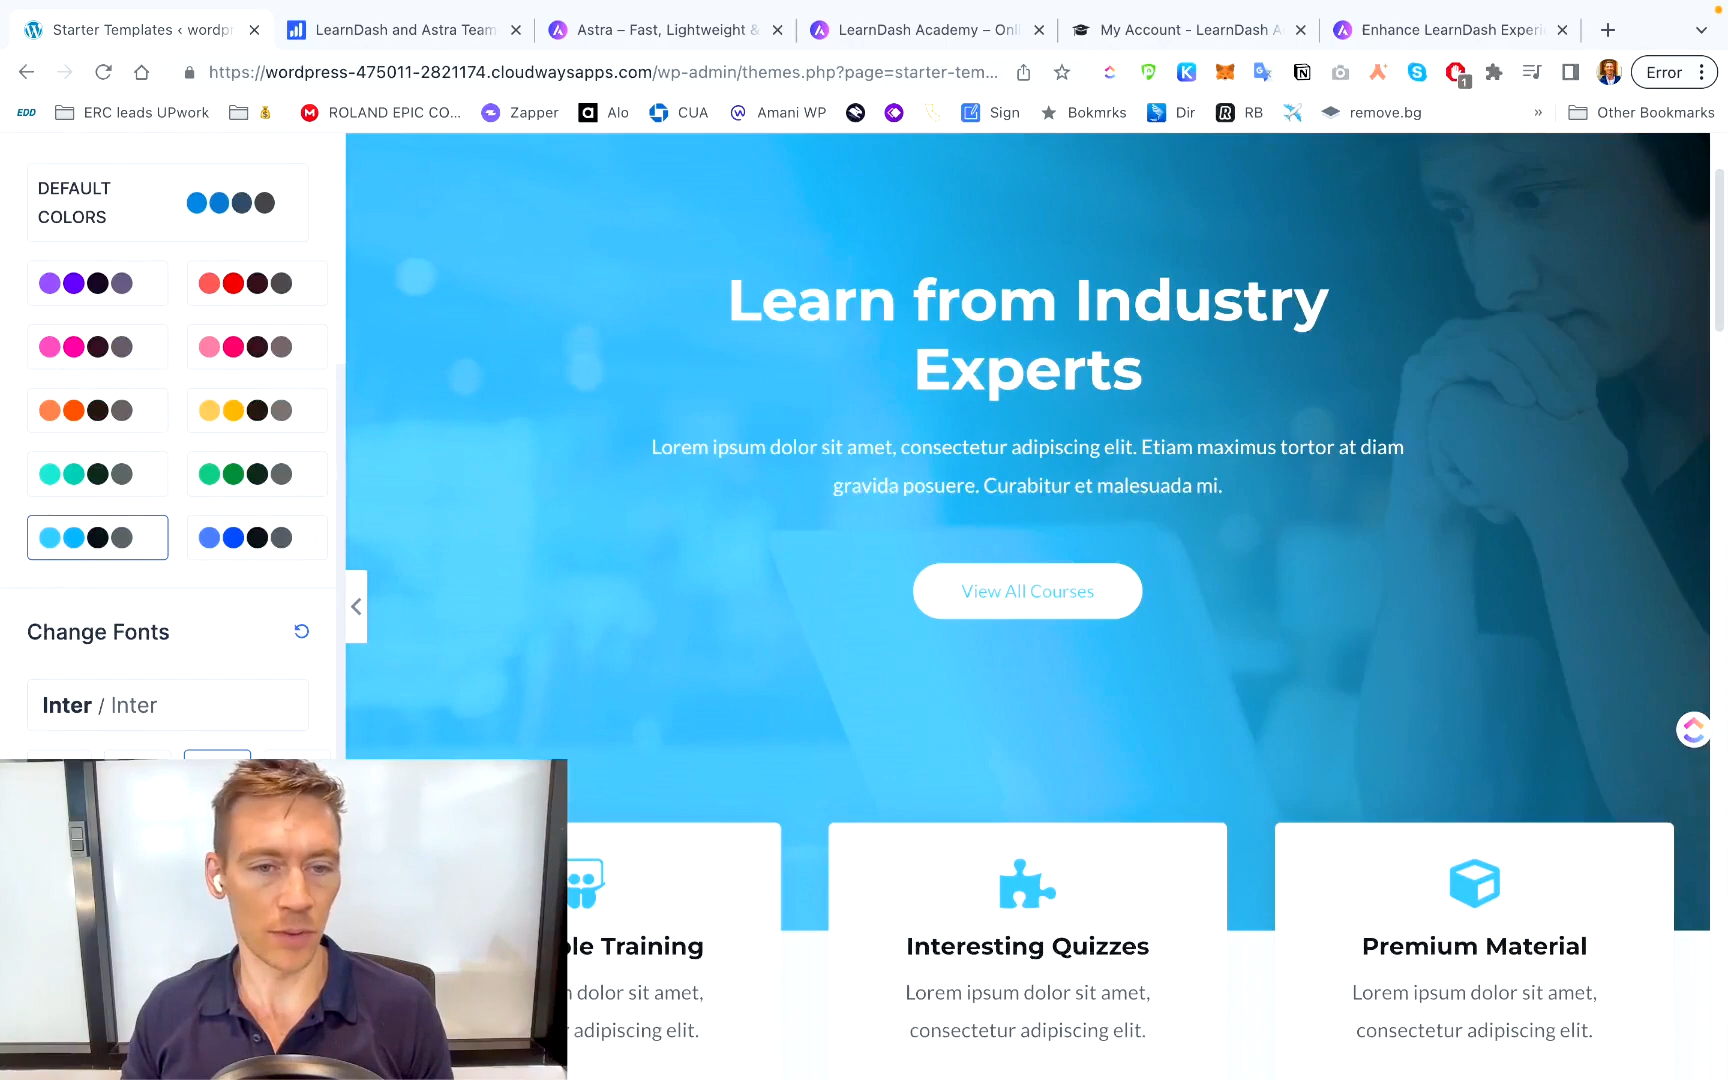 Starter Templates ‹ wordpr
LearnDash and Astra Team
Astra – Fast, Lightweight &
LearnDash Academy – Onli
My Account - LearnDash A
Enhance LearnDash Experi
https://wordpress-475011-2821174.cloudwaysapps.com/wp-admin/themes.php?page=starter-tem...
1
Error
EDD
ERC leads UPwork
ROLAND EPIC CO...
Zapper
Alo
CUA
Amani WP
Sign
Bokmrks
Dir
RB
remove.bg
»
Other Bookmarks
DEFAULT
COLORS
Change Fonts
Inter / Inter
Learn from Industry
Experts
Lorem ipsum dolor sit amet, consectetur adipiscing elit. Etiam maximus tortor at diam
gravida posuere. Curabitur et malesuada mi.
View All Courses
ple Training
dolor sit amet,
adipiscing elit.
Interesting Quizzes
Lorem ipsum dolor sit amet,
consectetur adipiscing elit.
Premium Material
Lorem ipsum dolor sit amet,
consectetur adipiscing elit.